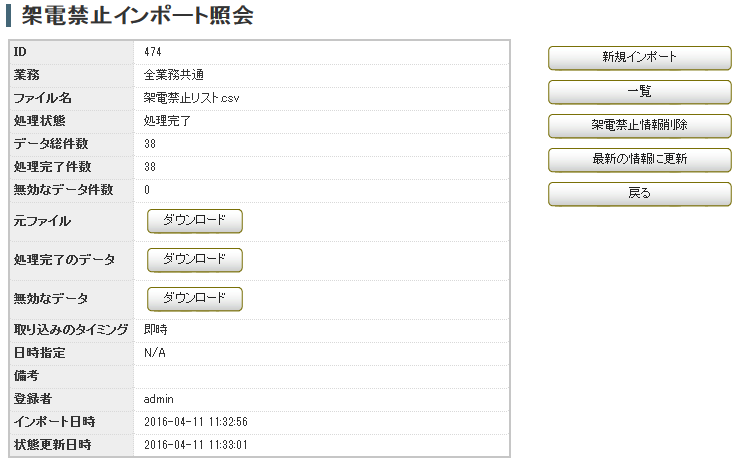 架電禁止インポート照会
ID 474
業務 全業務共通
ファイル名 架電禁止リスト.csv
処理状態 処理完了
データ総件数 38
処理完了件数 38
無効なデータ件数 0
元ファイル ダウンロード
処理完了のデータ ダウンロード
無効なデータ ダウンロード
取り込みのタイミング 即時
日時指定 N/A
備考
登録者 admin
インポート日時 2016-04-11 11:32:56
状態更新日時 2016-04-11 11:33:01
新規インポート
一覧
架電禁止情報削除
最新の情報に更新
戻る